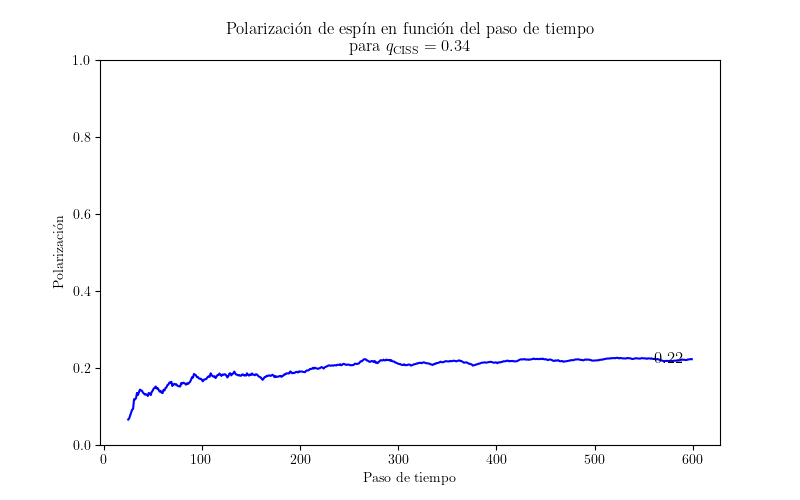 Polarización de espín en función del paso de tiempo
para q_CISS = 0.34
1.0
0.8
0.6
0.4
0.2
0.0
Polarización
0.22
0 100 200 300 400 500 600
Paso de tiempo